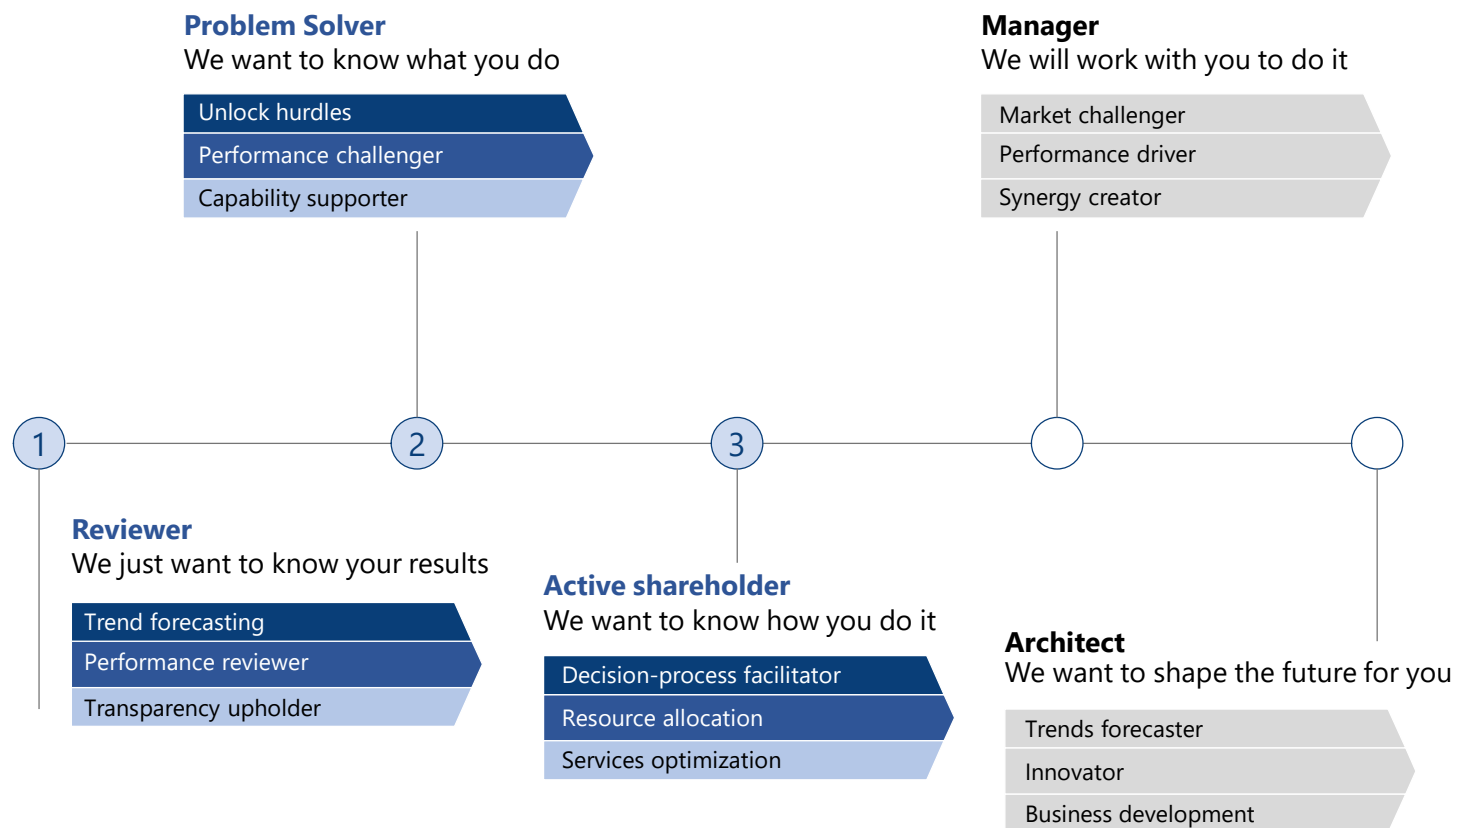 Problem Solver
We want to know what you do
Unlock hurdles
Performance challenger
Capability supporter
Manager
We will work with you to do it
Market challenger
Performance driver
Synergy creator
1
2
3
Reviewer
We just want to know your results
Trend forecasting
Performance reviewer
Transparency upholder
Active shareholder
We want to know how you do it
Decision-process facilitator
Resource allocation
Services optimization
Architect
We want to shape the future for you
Trends forecaster
Innovator
Business development